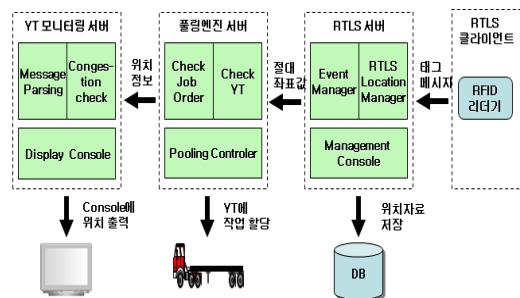 YT 모니터링 서버
Message
Parsing
Conges-
tion
check
Display Console
위치
정보
풀링엔진 서버
Check
Job
Order
Check
YT
Pooling Controler
절대
좌표값
RTLS 서버
Event
Manager
RTLS
Location
Manager
Management
Console
태그
메시지
RTLS
클라이언트
RFID
리더기
Console에
위치 출력
YT에
작업 할당
위치자료
저장
DB